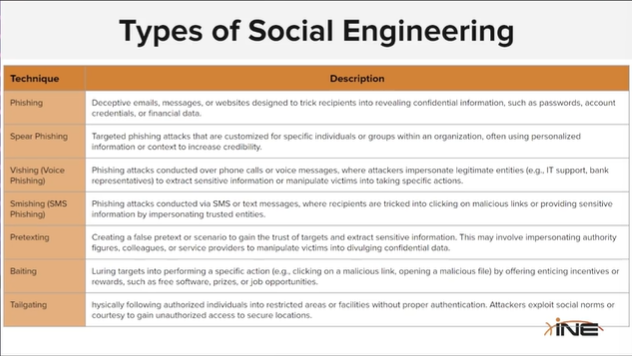 Types of Social Engineering
Technique
Description
Phishing
Deceptive emails, messages, or websites designed to trick recipients into revealing confidential information, such as passwords, account
credentials, or financial data.
Spear Phishing
Targeted phishing attacks that are customized for specific individuals or groups within an organization, often using personalized
information or context to increase credibility.
Vishing (Voice
Phishing)
Phishing attacks conducted over phone calls or voice messages, where attackers impersonate legitimate entities (e.g., IT support, bank
representatives) to extract sensitive information or manipulate victims into taking specific actions.
Smishing (SMS
Phishing)
Phishing attacks conducted via SMS or text messages, where recipients are tricked into clicking on malicious links or providing sensitive
information by impersonating trusted entities.
Pretexting
Creating a false pretext or scenario to gain the trust of targets and extract sensitive information. This may involve impersonating authority
figures, colleagues, or service providers to manipulate victims into divulging confidential data.
Baiting
Luring targets into performing a specific action (e.g., clicking on a malicious link, opening a malicious file) by offering enticing incentives or
rewards, such as free software, prizes, or job opportunities.
Tailgating
hysically following authorized individuals into restricted areas or facilities without proper authentication. Attackers exploit social norms or
courtesy to gain unauthorized access to secure locations.
INE